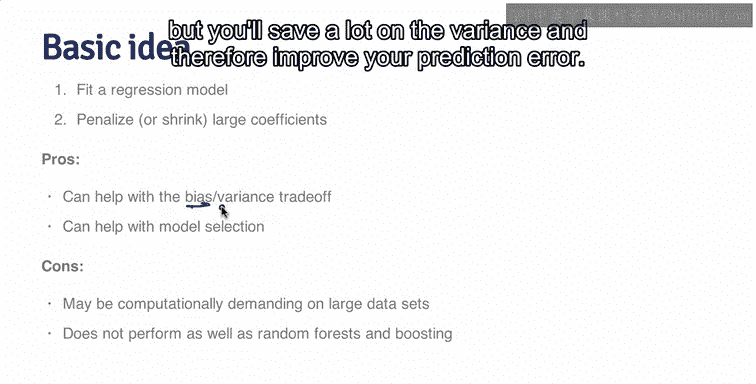 but you'll save a lot on the variance and
therefore improve your prediction error.
Basic idea
1. Fit a regression model
2. Penalize (or shrink) large coefficients
Pros:
· Can help with the bias/variance tradeoff
· Can help with model selection
Cons:
· May be computationally demanding on large data sets
· Does not perform as well as random forests and boosting